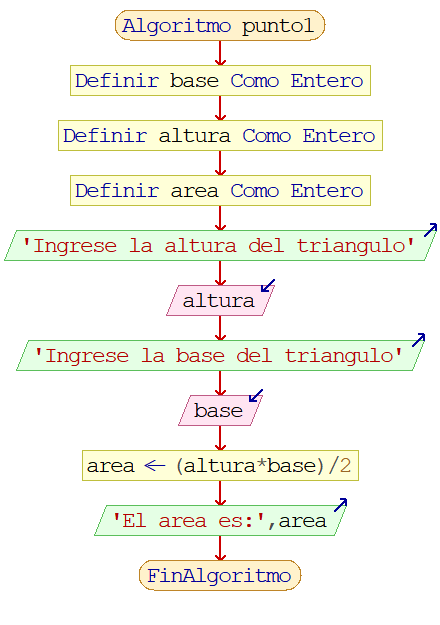 Algoritmo punto1
Definir base Como Entero
Definir altura Como Entero
Definir area Como Entero
'Ingrese la altura del triangulo'
altura
'Ingrese la base del triangulo'
base
area ← (altura*base)/2
'El area es:',area
FinAlgoritmo